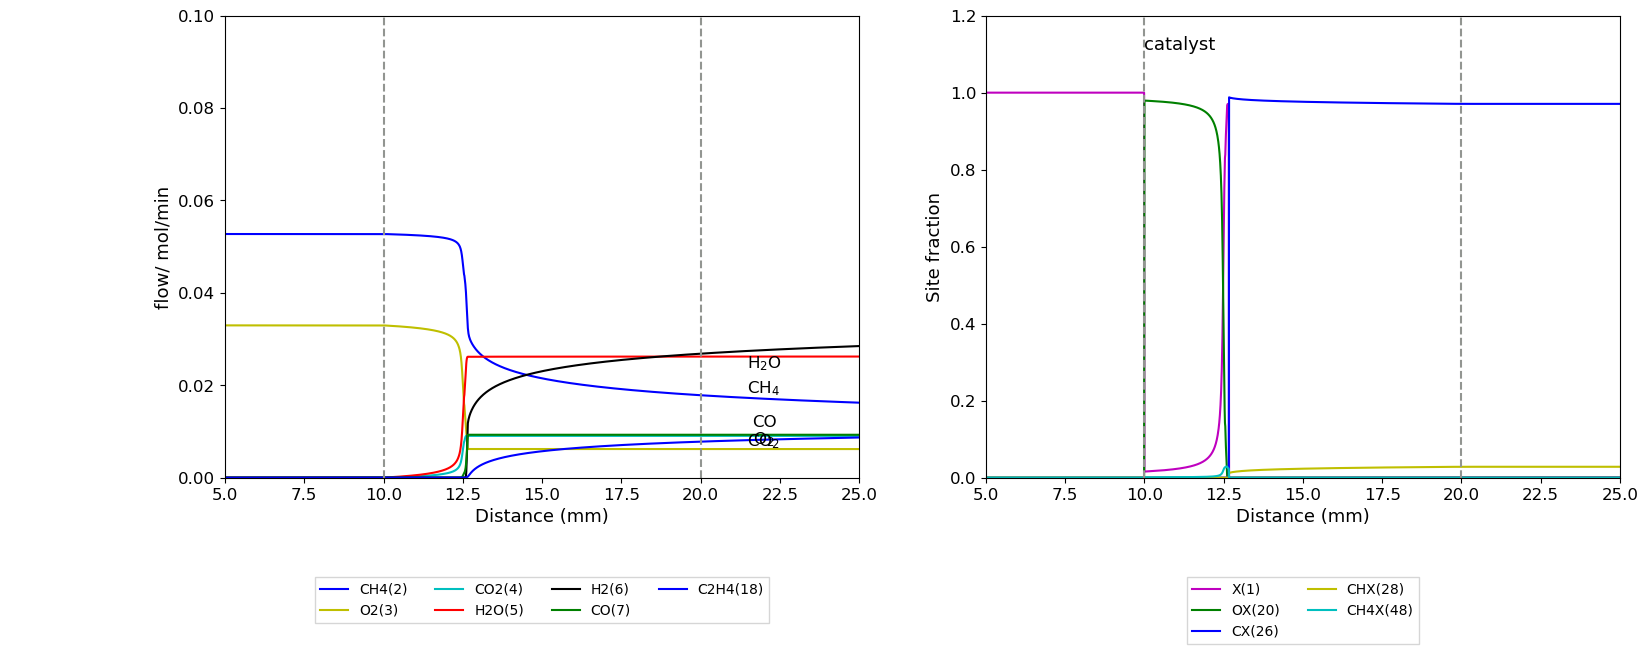 0.10
0.08
0.06
0.04
0.02
0.00
flow/ mol/min
H₂O
CH₄
CO
O₂
CO₂
5.0 7.5 10.0 12.5 15.0 17.5 20.0 22.5 25.0
Distance (mm)
CH4(2) CO2(4) H2(6) C2H4(18)
O2(3) H2O(5) CO(7)
1.2
1.0
0.8
0.6
0.4
0.2
0.0
Site fraction
catalyst
5.0 7.5 10.0 12.5 15.0 17.5 20.0 22.5 25.0
Distance (mm)
X(1) CHX(28)
OX(20) CH4X(48)
CX(26)